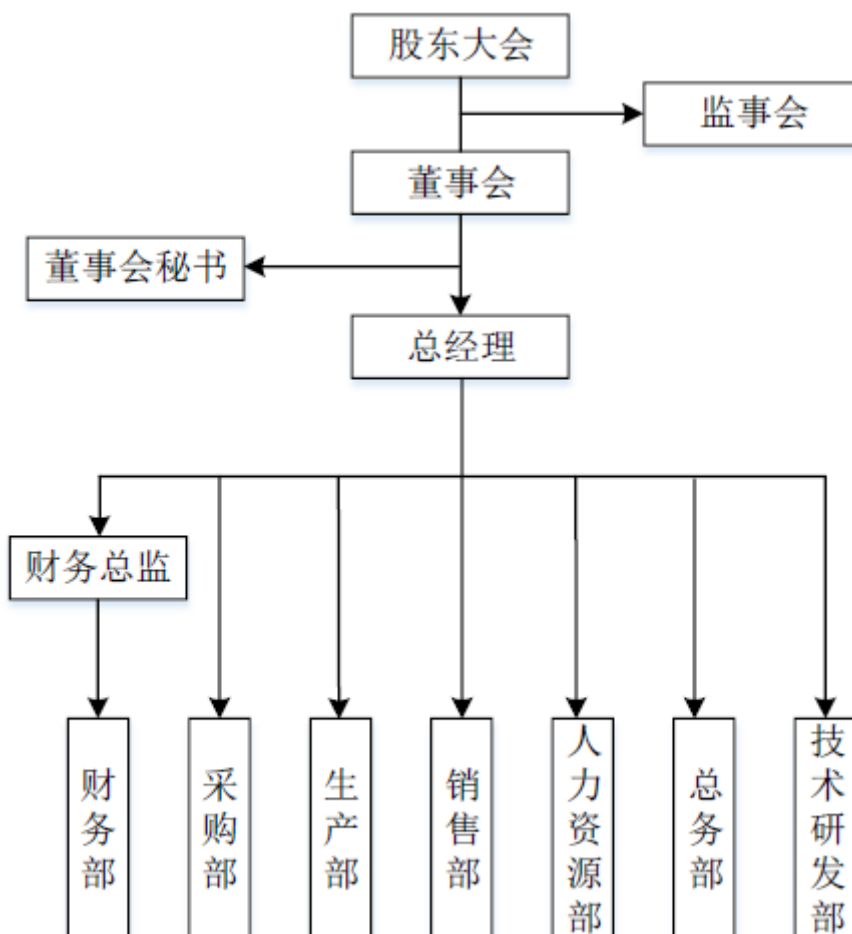 股东大会
监事会
董事会
董事会秘书
总经理
财务总监
财务部
采购部
生产部
销售部
人力资源部
总务部
技术研发部